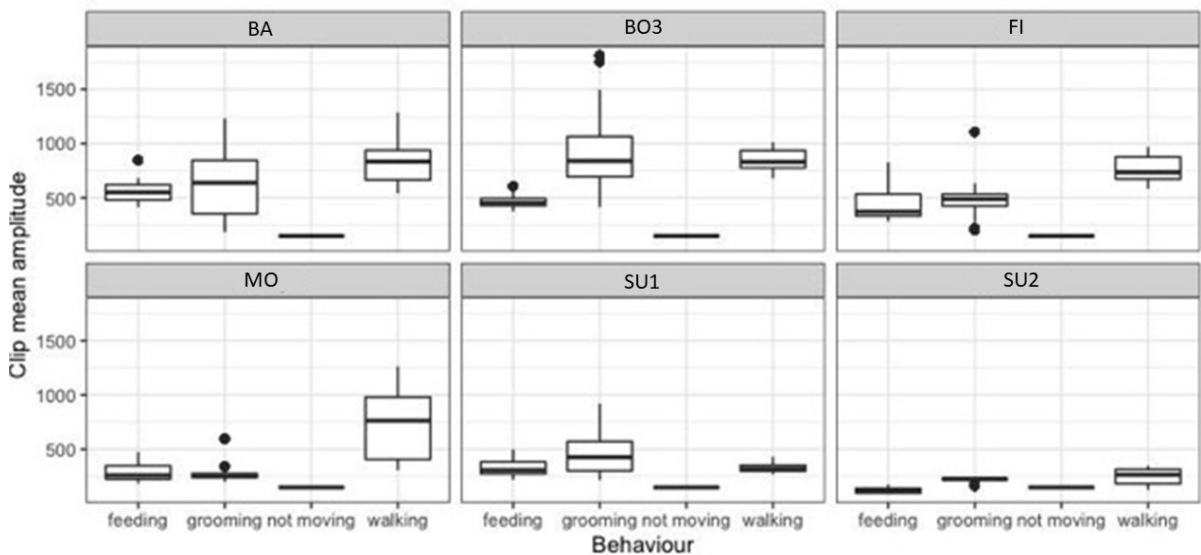 BA BO3 FI
1500
1000
500
MO SU1 SU2
1500
1000
500
Clip mean amplitude
feeding grooming not moving walking feeding grooming not moving walking feeding grooming not moving walking
Behaviour